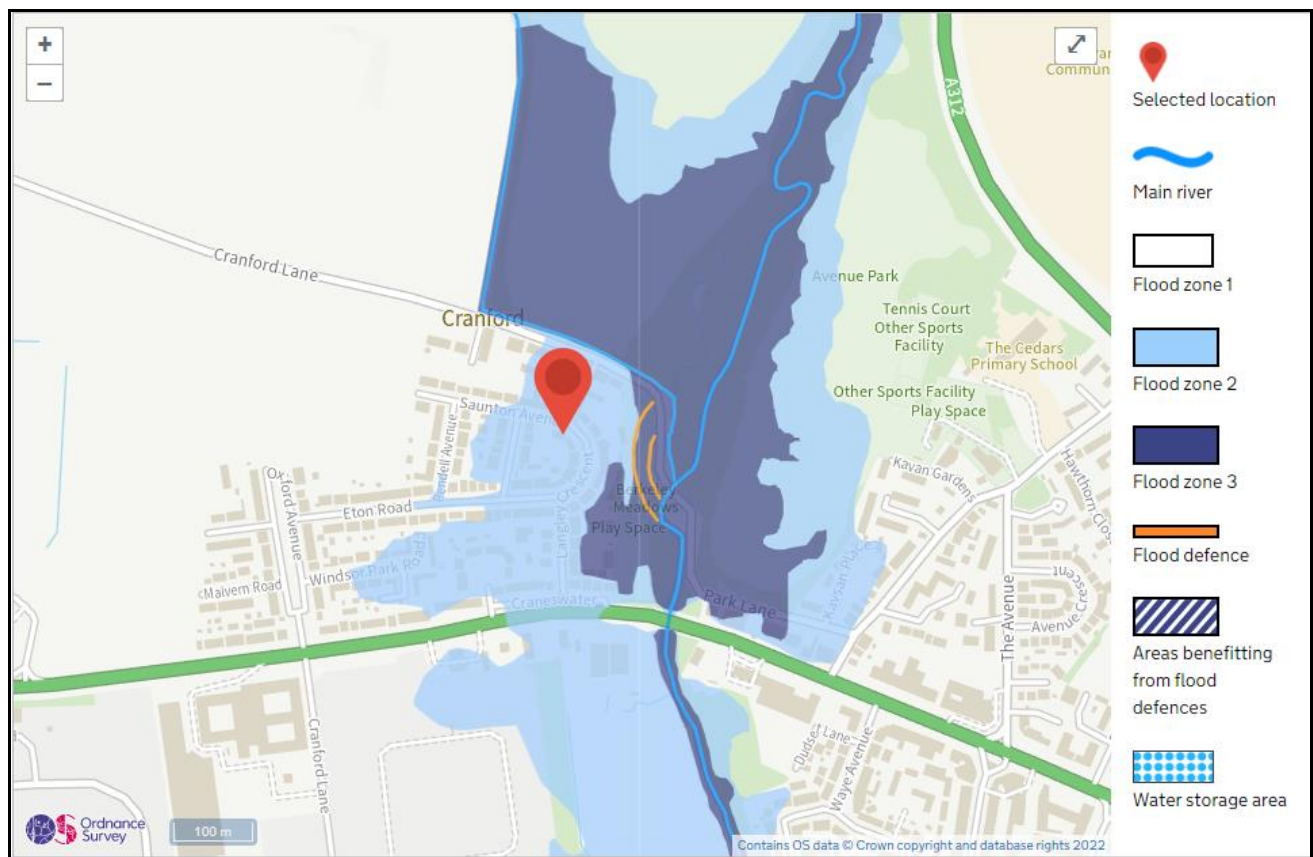 +
−
A312
Commun
Cranford Lane
Cranford
Avenue Park
Tennis Court
Other Sports
Facility
The Cedars
Primary School
Other Sports Facility
Play Space
Saunton Avenue
Pendell Avenue
Langley Crescent
Berkeley
Meadows
Play Space
Kavan Gardens
Hawthorn Close
Oxford Avenue
Eton Road
Windsor Park Road
Malvern Road
Craneswater
Park Lane
The Avenue
Avenue Crescent
Cranford Lane
Dudset Lane
Waye Avenue
Ordnance
Survey
100 m
Contains OS data © Crown copyright and database rights 2022
Selected location
Main river
Flood zone 1
Flood zone 2
Flood zone 3
Flood defence
Areas benefitting
from flood
defences
Water storage area